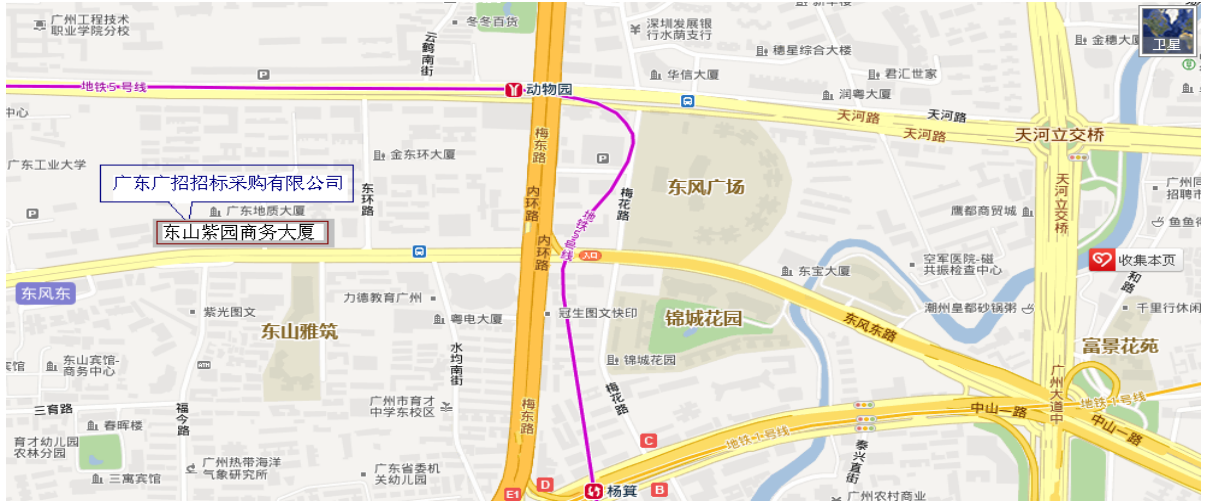 广州工程技术
职业学院分校
冬冬百货
云鹤南街
深圳发展银
行水荫支行
穗星综合大楼
金穗大厦
卫星
地铁5号线
动物园
华信大厦
君汇世家
润粤大厦
天河路
天河路
天河路
天河立交桥
中心
广东工业大学
金东环大厦
梅东路
内环路
东风广场
梅花路
天河立交桥
广东广招招标采购有限公司
东环路
广东地质大厦
东山紫园商务大厦
地铁5号线
内环路
入口
鹰都商贸城
广州同
招聘市
鱼鱼
空军医院-磁
共振检查中心
收集本页
东宝大厦
和路
东风东
紫光图文
力德教育广州
粤电大厦
冠生图文快印
锦城花园
潮州皇都砂锅粥
千里行休闲
东山雅筑
东风东路
富景花苑
宾馆
东山宾馆-
商务中心
水均南街
锦城花园
梅花路
广州大道中
三育路
福今路
广州市育才
中学东校区
梅东路
中山一路
地铁1号线
春晖楼
育才幼儿园
农林分园
地铁1号线
中山一路
C
泰兴直街
三寓宾馆
广州热带海洋
气象研究所
广东省委机
关幼儿园
E1
D
杨箕
B
广州农村商业